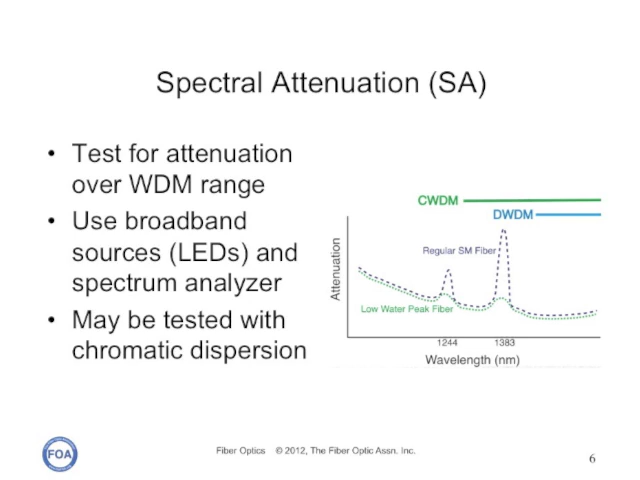 Spectral Attenuation (SA)
• Test for attenuation
over WDM range
• Use broadband
sources (LEDs) and
spectrum analyzer
• May be tested with
chromatic dispersion
CWDM
DWDM
Regular SM Fiber
Low Water Peak Fiber
Attenuation
1244 1383
Wavelength (nm)
FOA
Fiber Optics © 2012, The Fiber Optic Assn. Inc.
6